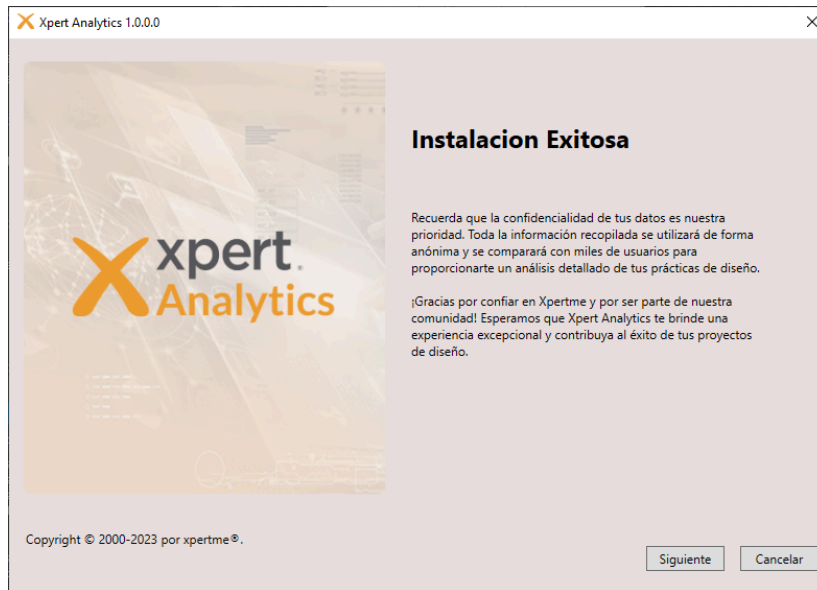 Xpert Analytics 1.0.0.0
xpert.
Analytics
Instalacion Exitosa
Recuerda que la confidencialidad de tus datos es nuestra
prioridad. Toda la información recopilada se utilizará de forma
anónima y se comparará con miles de usuarios para
proporcionarte un análisis detallado de tus prácticas de diseño.
¡Gracias por confiar en Xpertme y por ser parte de nuestra
comunidad! Esperamos que Xpert Analytics te brinde una
experiencia excepcional y contribuya al éxito de tus proyectos
de diseño.
Copyright © 2000-2023 por xpertme®.
Siguiente
Cancelar